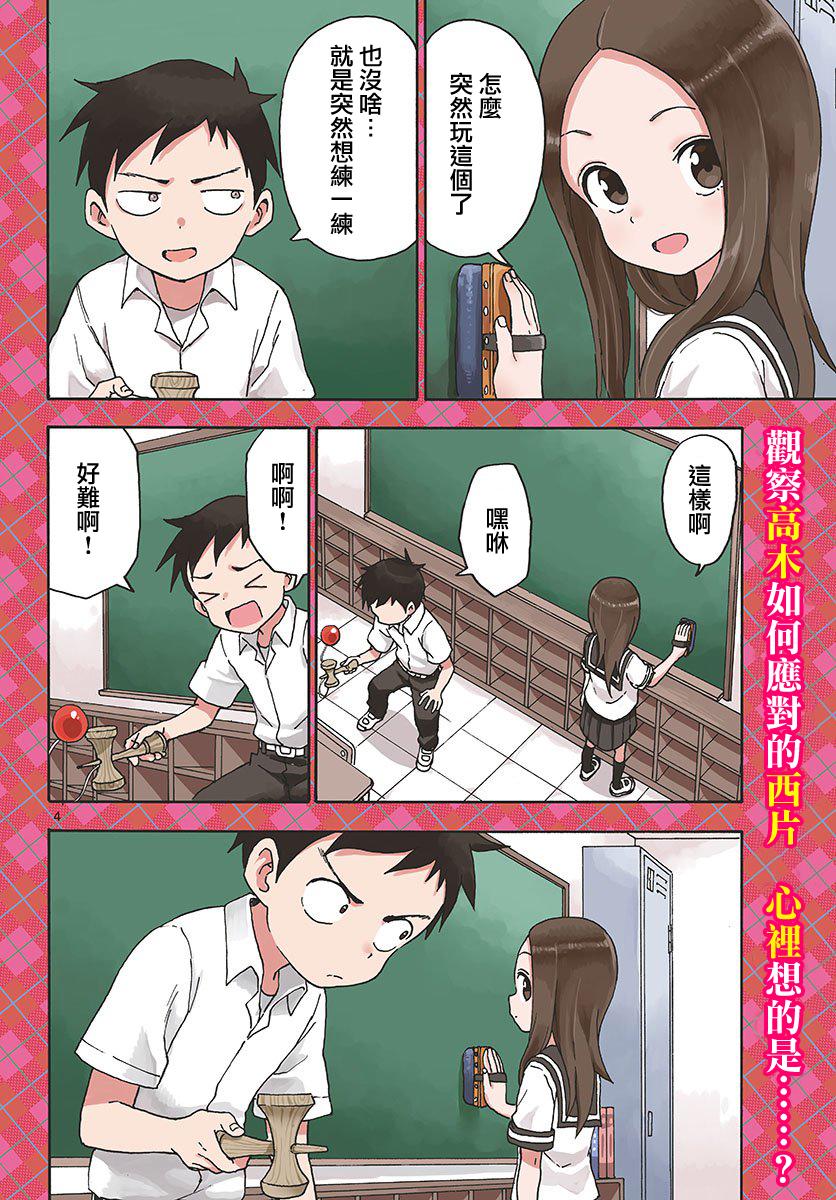 怎麼
突然玩這個了
也沒啥…
就是突然想練一練
這樣啊
嘿咻
啊啊！
好難啊！
觀察高木如何應對的西片　心裡想的是……？
4